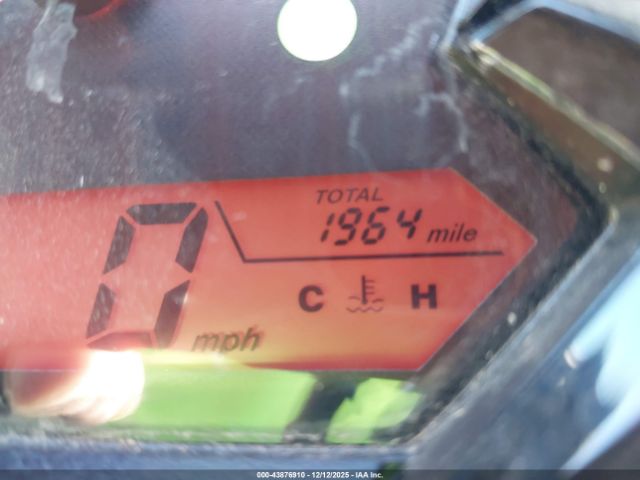 TOTAL
1964 mile
0 mph
C H
000-43876910 - 12/12/2025 - IAA Inc.